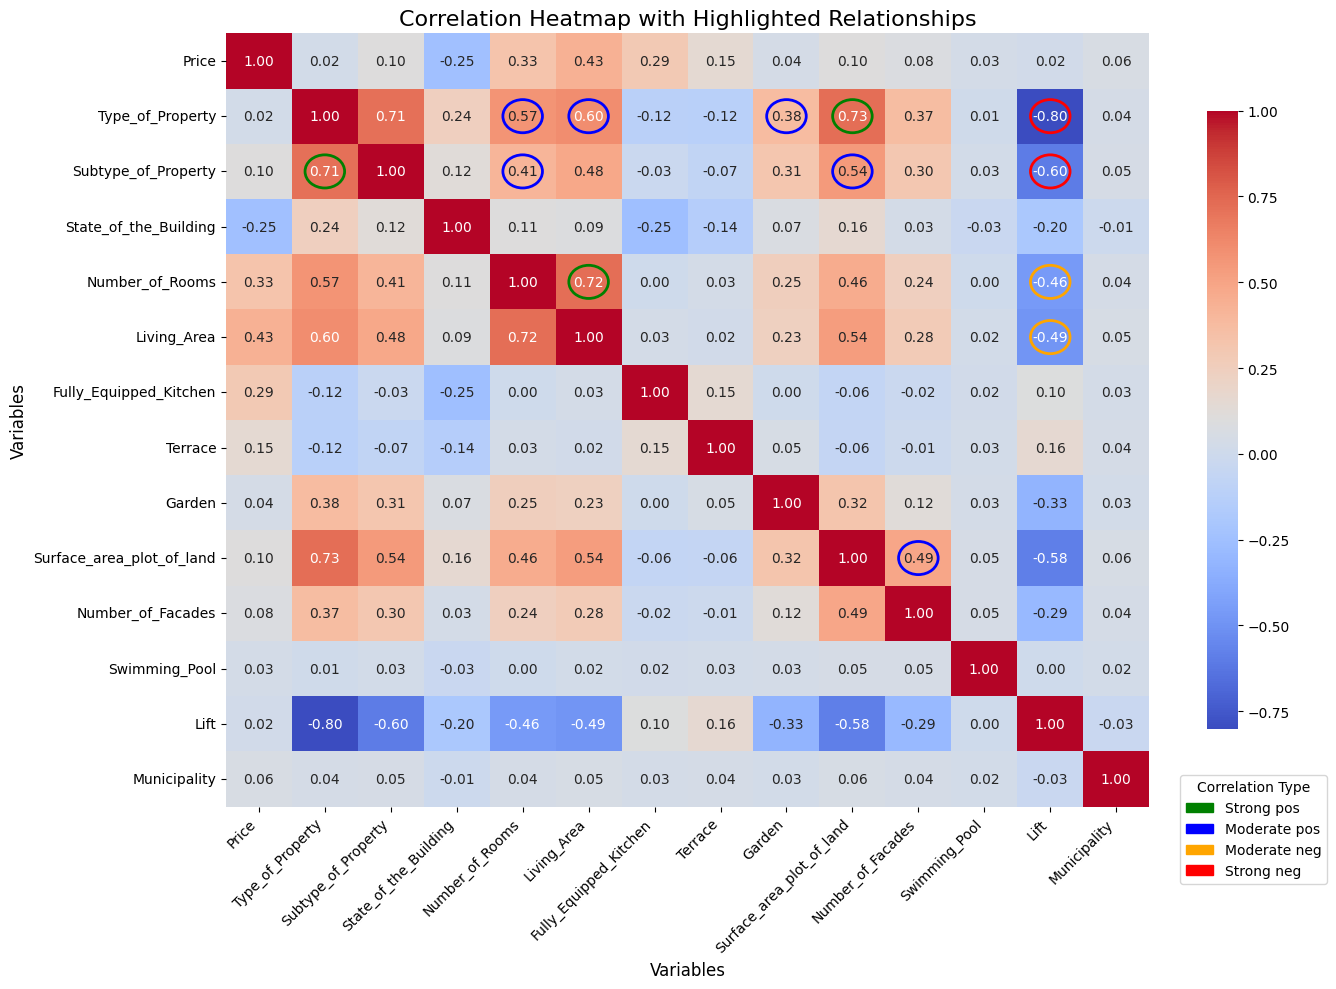 Correlation Heatmap with Highlighted Relationships
Price 1.00 0.02 0.10 -0.25 0.33 0.43 0.29 0.15 0.04 0.10 0.08 0.03 0.02 0.06
Type_of_Property 0.02 1.00 0.71 0.24 0.57 0.60 -0.12 -0.12 0.38 0.73 0.37 0.01 -0.80 0.04
Subtype_of_Property 0.10 0.71 1.00 0.12 0.41 0.48 -0.03 -0.07 0.31 0.54 0.30 0.03 -0.60 0.05
State_of_the_Building -0.25 0.24 0.12 1.00 0.11 0.09 -0.25 -0.14 0.07 0.16 0.03 -0.03 -0.20 -0.01
Number_of_Rooms 0.33 0.57 0.41 0.11 1.00 0.72 0.00 0.03 0.25 0.46 0.24 0.00 -0.46 0.04
Living_Area 0.43 0.60 0.48 0.09 0.72 1.00 0.03 0.02 0.23 0.54 0.28 0.02 -0.49 0.05
Fully_Equipped_Kitchen 0.29 -0.12 -0.03 -0.25 0.00 0.03 1.00 0.15 0.00 -0.06 -0.02 0.02 0.10 0.03
Terrace 0.15 -0.12 -0.07 -0.14 0.03 0.02 0.15 1.00 0.05 -0.06 -0.01 0.03 0.16 0.04
Garden 0.04 0.38 0.31 0.07 0.25 0.23 0.00 0.05 1.00 0.32 0.12 0.03 -0.33 0.03
Surface_area_plot_of_land 0.10 0.73 0.54 0.16 0.46 0.54 -0.06 -0.06 0.32 1.00 0.49 0.05 -0.58 0.06
Number_of_Facades 0.08 0.37 0.30 0.03 0.24 0.28 -0.02 -0.01 0.12 0.49 1.00 0.05 -0.29 0.04
Swimming_Pool 0.03 0.01 0.03 -0.03 0.00 0.02 0.02 0.03 0.03 0.05 0.05 1.00 0.00 0.02
Lift 0.02 -0.80 -0.60 -0.20 -0.46 -0.49 0.10 0.16 -0.33 -0.58 -0.29 0.00 1.00 -0.03
Municipality 0.06 0.04 0.05 -0.01 0.04 0.05 0.03 0.04 0.03 0.06 0.04 0.02 -0.03 1.00
Variables
Price
Type_of_Property
Subtype_of_Property
State_of_the_Building
Number_of_Rooms
Living_Area
Fully_Equipped_Kitchen
Terrace
Garden
Surface_area_plot_of_land
Number_of_Facades
Swimming_Pool
Lift
Municipality
Variables
1.00
0.75
0.50
0.25
0.00
−0.25
−0.50
−0.75
Correlation Type
Strong pos
Moderate pos
Moderate neg
Strong neg